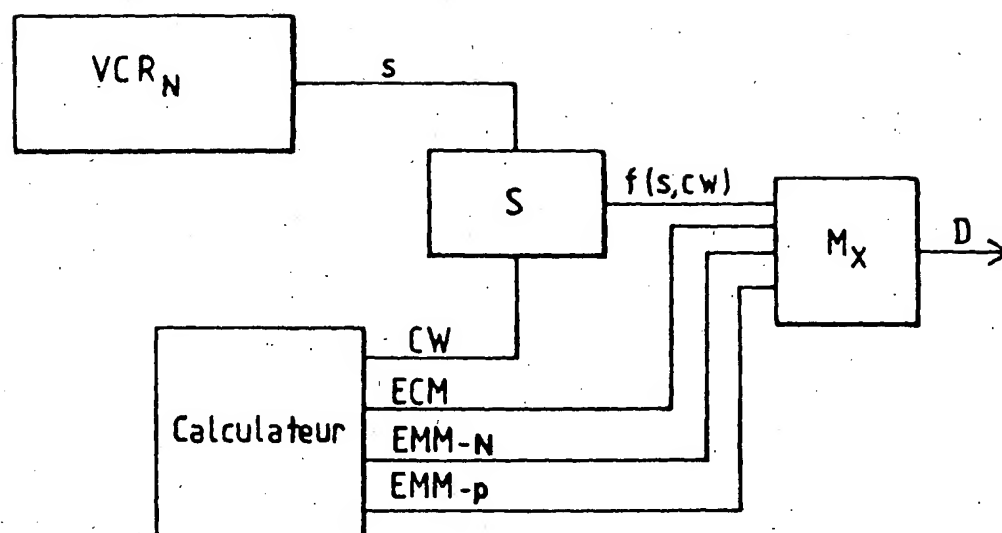 VCR_N
s
S
f(s,cw)
M_X
D
CW
ECM
Calculateur
EMM-N
EMM-p